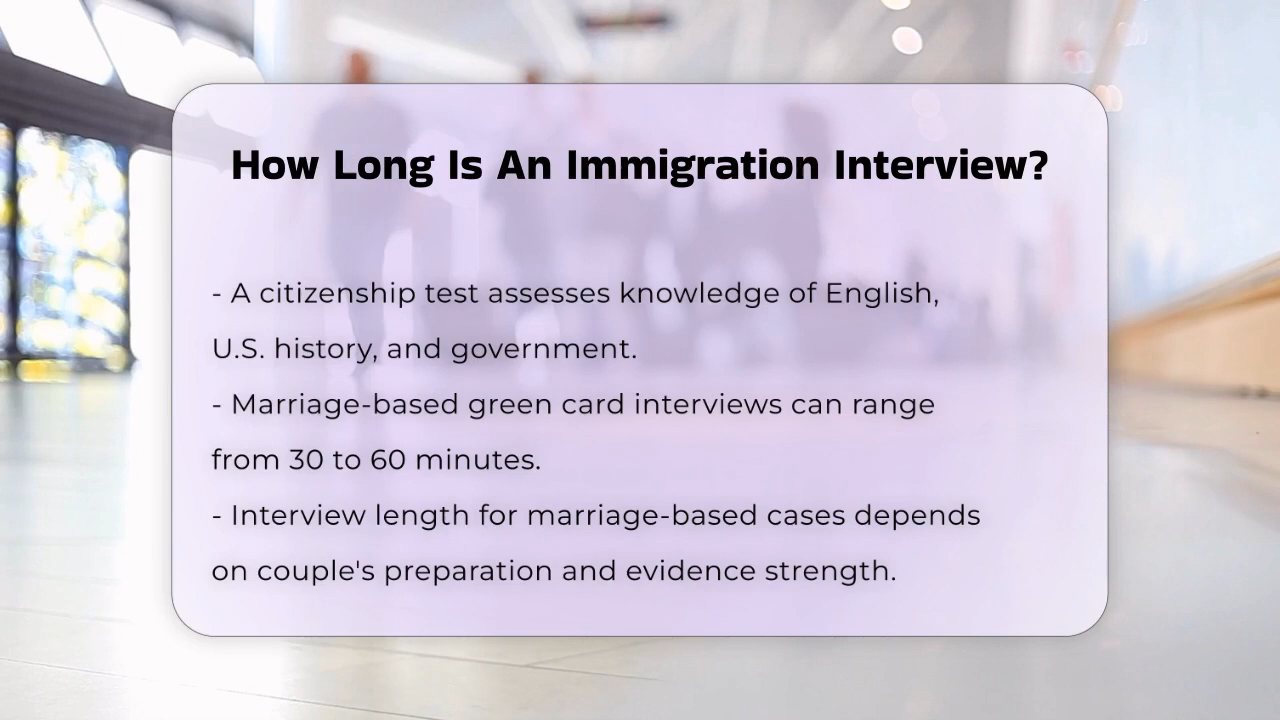 How Long Is An Immigration Interview?
- A citizenship test assesses knowledge of English,
U.S. history, and government.
- Marriage-based green card interviews can range
from 30 to 60 minutes.
- Interview length for marriage-based cases depends
on couple's preparation and evidence strength.